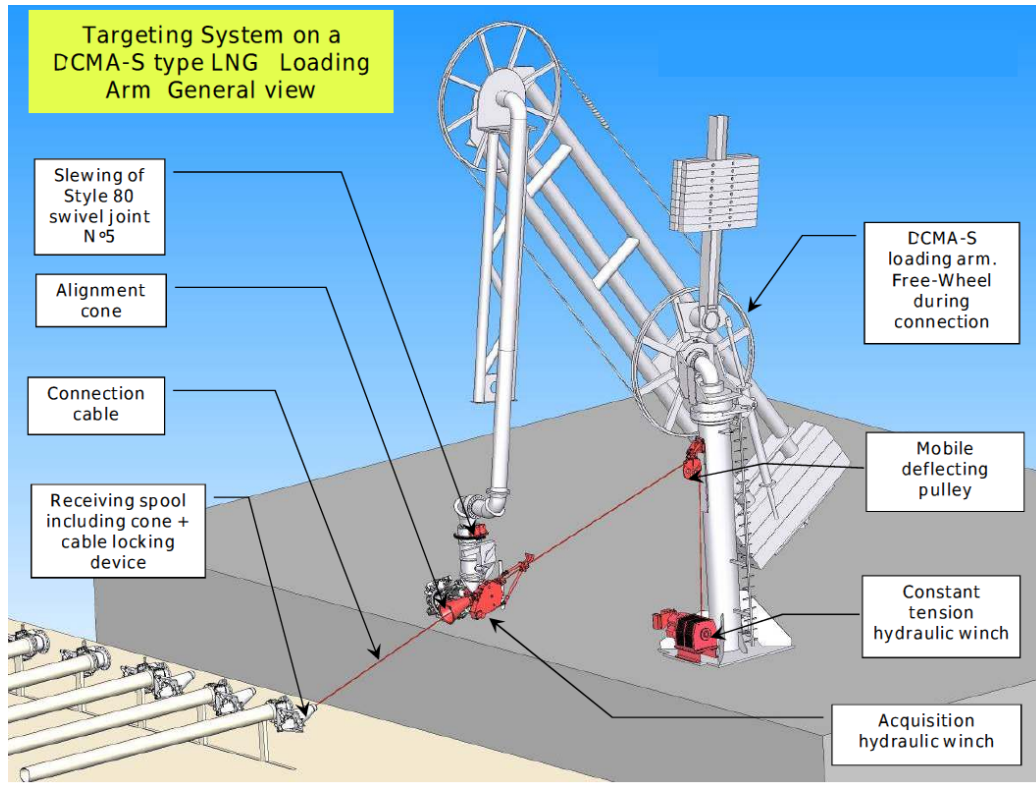 Targeting System on a
DCMA-S type LNG Loading
Arm General view
Slewing of
Style 80
swivel joint
N°5
Alignment
cone
Connection
cable
Receiving spool
including cone +
cable locking
device
DCMA-S
loading arm.
Free-Wheel
during
connection
Mobile
deflecting
pulley
Constant
tension
hydraulic winch
Acquisition
hydraulic winch